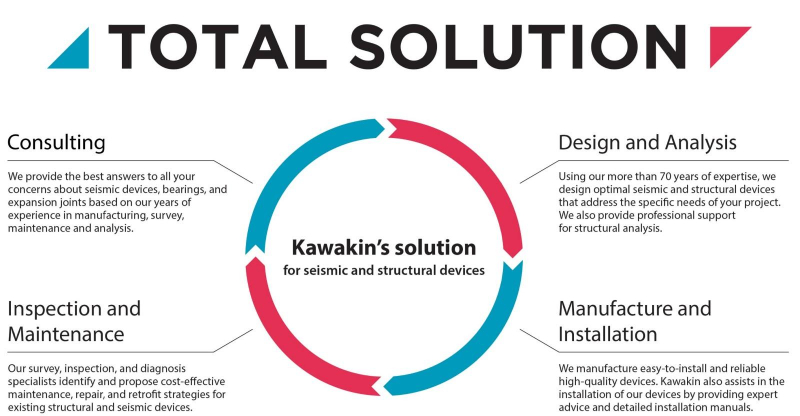 TOTAL SOLUTION
Consulting
We provide the best answers to all your
concerns about seismic devices, bearings, and
expansion joints based on our years of
experience in manufacturing, survey,
maintenance and analysis.
Design and Analysis
Using our more than 70 years of expertise, we
design optimal seismic and structural devices
that address the specific needs of your project.
We also provide professional support
for structural analysis.
Kawakin's solution
for seismic and structural devices
Inspection and
Maintenance
Our survey, inspection, and diagnosis
specialists identify and propose cost-effective
maintenance, repair, and retrofit strategies for
existing structural and seismic devices.
Manufacture and
Installation
We manufacture easy-to-install and reliable
high-quality devices. Kawakin also assists in the
installation of our devices by providing expert
advice and detailed installation manuals.